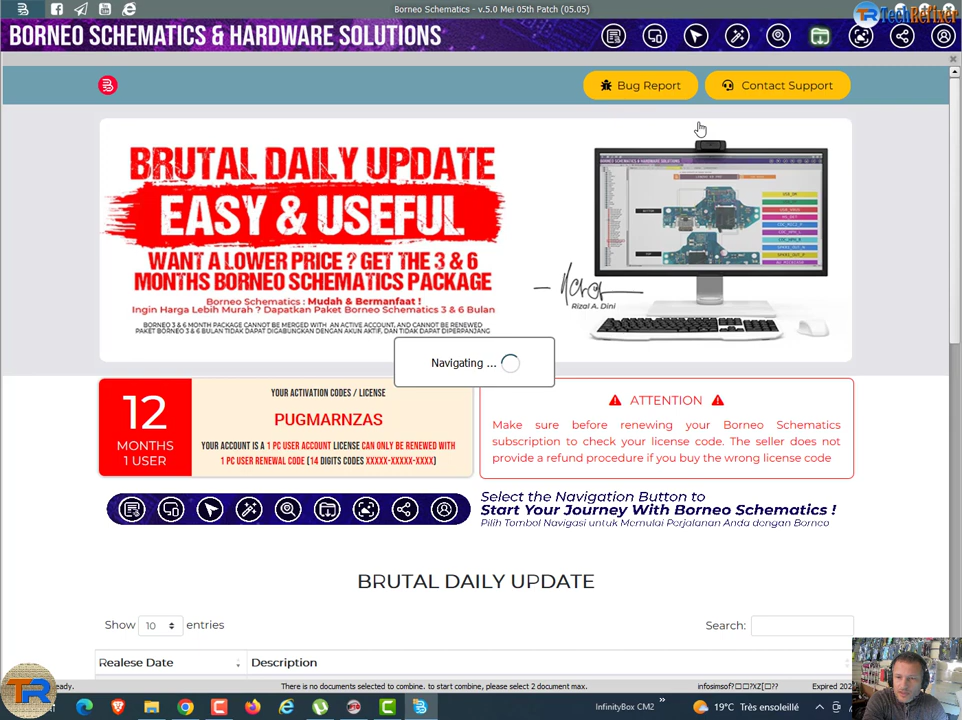 Borneo Schematics - v.5.0 Mei 05th Patch (05.05)
TR TechReFixer
BORNEO SCHEMATICS & HARDWARE SOLUTIONS
Bug Report
Contact Support
BRUTAL DAILY UPDATE
EASY & USEFUL
WANT A LOWER PRICE ? GET THE 3 & 6
MONTHS BORNEO SCHEMATICS PACKAGE
Borneo Schematics : Mudah & Bermanfaat !
Ingin Harga Lebih Murah ? Dapatkan Paket Borneo Schematics 3 & 6 Bulan
BORNEO 3 & 6 MONTH PACKAGE CANNOT BE MERGED WITH AN ACTIVE ACCOUNT, AND CANNOT BE RENEWED
PAKET BORNEO 3 & 6 BULAN TIDAK DAPAT DIGABUNGKAN DENGAN AKUN AKTIF, DAN TIDAK DAPAT DIPERPANJANG
Rizal A. Dini
Navigating ...
12
MONTHS
1 USER
YOUR ACTIVATION CODES / LICENSE
PUGMARNZAS
YOUR ACCOUNT IS A 1 PC USER ACCOUNT LICENSE CAN ONLY BE RENEWED WITH
1 PC USER RENEWAL CODE (14 DIGITS CODES XXXXX-XXXXX-XXXX)
ATTENTION
Make sure before renewing your Borneo Schematics
subscription to check your license code. The seller does not
provide a refund procedure if you buy the wrong license code
Select the Navigation Button to
Start Your Journey With Borneo Schematics !
Pilih Tombol Navigasi untuk Memulai Perjalanan Anda dengan Borneo
BRUTAL DAILY UPDATE
Show 10 entries
Search:
Realese Date
Description
TR
eady.
There is no documents selected to combine. to start combine, please select 2 document max.
Expired 202
InfinityBox CM2
19°C Très ensoleillé